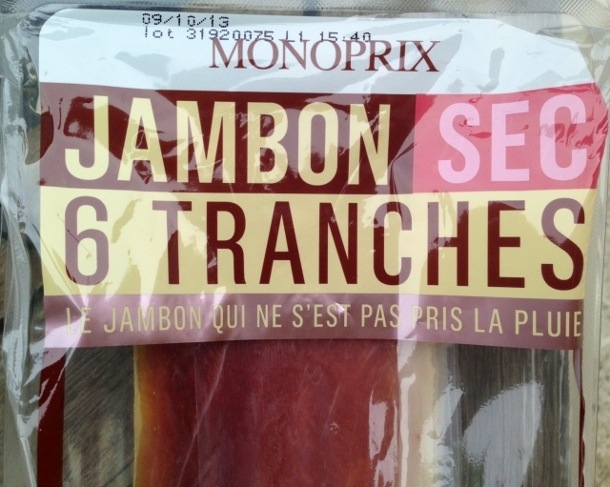 09/10/13
lot 31920075 LL 15:40
MONOPRIX
JAMBON SEC
6 TRANCHES
LE JAMBON QUI NE S'EST PAS PRIS LA PLUIE